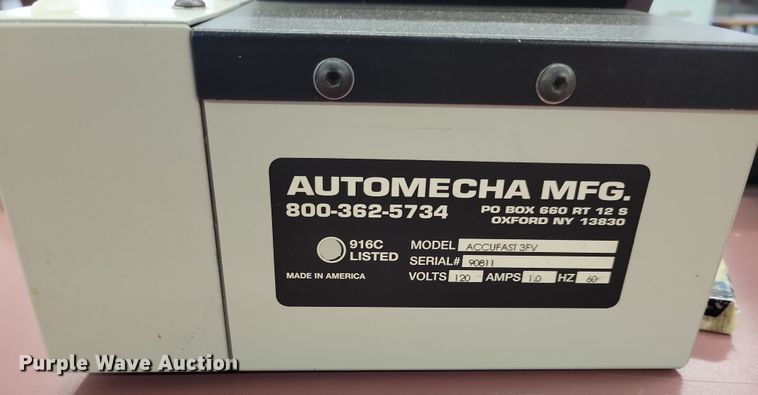 AUTOMECHA MFG.
800-362-5734
PO BOX 660 RT 12 S
OXFORD NY 13830
916C
LISTED
MODEL ACCUFAST 3FV
SERIAL# 90811
MADE IN AMERICA
VOLTS 120 AMPS 1.0 HZ 60
Purple Wave Auction